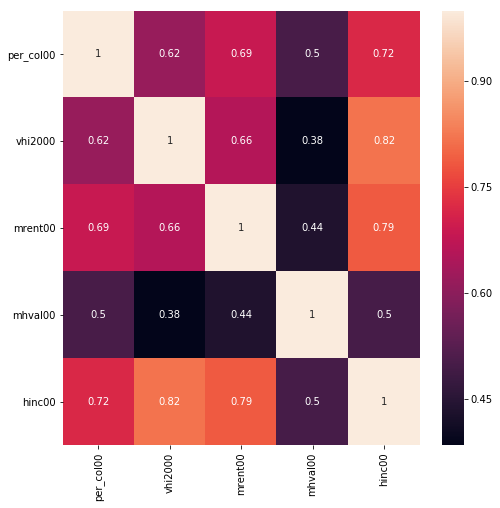 per_col00 1 0.62 0.69 0.5 0.72
vhi2000 0.62 1 0.66 0.38 0.82
mrent00 0.69 0.66 1 0.44 0.79
mhval00 0.5 0.38 0.44 1 0.5
hinc00 0.72 0.82 0.79 0.5 1
per_col00 vhi2000 mrent00 mhval00 hinc00
0.90
0.75
0.60
0.45